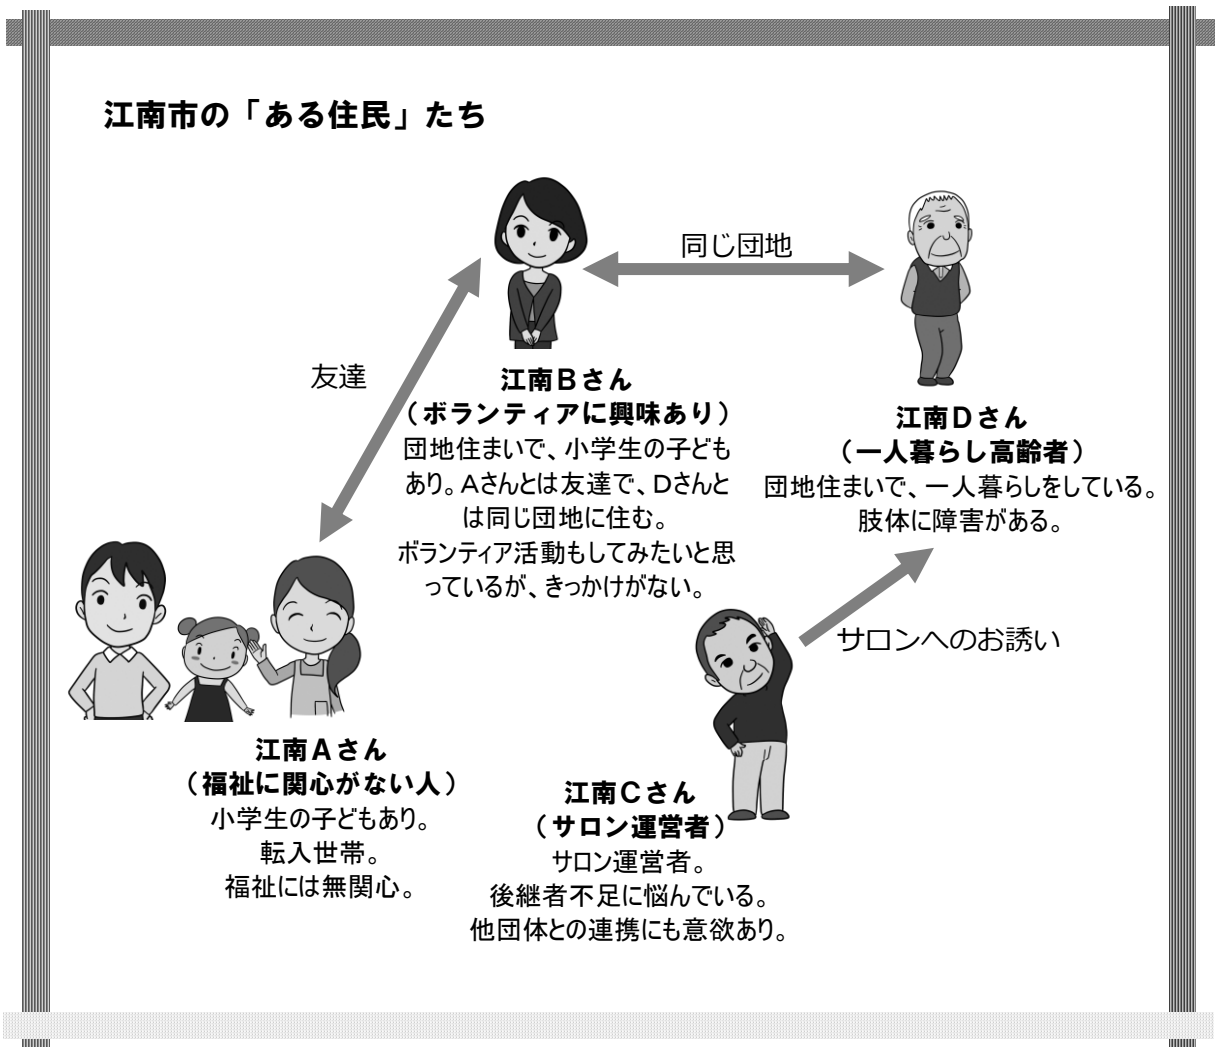 江南市の「ある住民」たち
同じ団地
友達
江南Bさん
（ボランティアに興味あり）
団地住まいで、小学生の子ども
あり。Aさんとは友達で、Dさんと
は同じ団地に住む。
ボランティア活動もしてみたいと思
っているが、きっかけがない。
江南Dさん
（一人暮らし高齢者）
団地住まいで、一人暮らしをしている。
肢体に障害がある。
サロンへのお誘い
江南Aさん
（福祉に関心がない人）
小学生の子どもあり。
転入世帯。
福祉には無関心。
江南Cさん
（サロン運営者）
サロン運営者。
後継者不足に悩んでいる。
他団体との連携にも意欲あり。